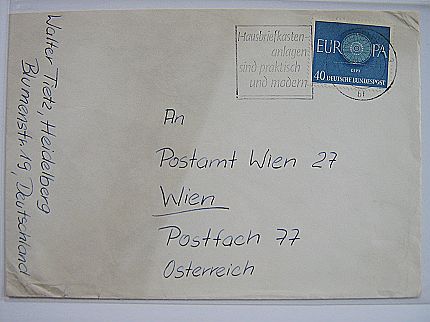 Walter Tietz, Heidelberg
Blumenstr. 19, Deutschland
Hausbriefkasten-
anlagen
sind praktisch
und modern
EUROPA
CEPT
40 DEUTSCHE BUNDESPOST
An
Postamt Wien 27
Wien
Postfach 77
Österreich